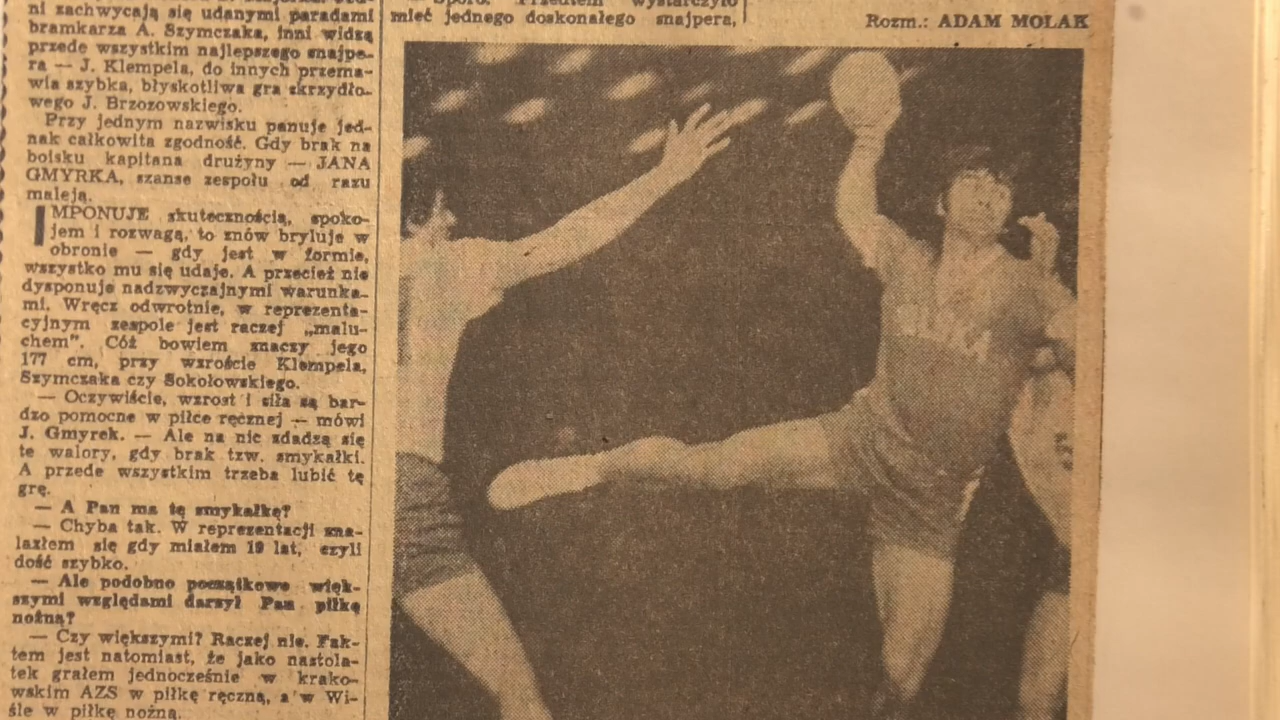 ni zachwycają się udanymi paradami
bramkarza A. Szymczaka, inni widzą
przede wszystkim najlepszego snajpe-
ra — J. Klempela, do innych przema-
wia szybka, błyskotliwa gra skrzydło-
wego J. Brzozowskiego.
Przy jednym nazwisku panuje jed-
nak całkowita zgodność. Gdy brak na
boisku kapitana drużyny — JANA
GMYRKA, szanse zespołu od razu
maleją.
IMPONUJE skutecznością, spoko-
jem i rozwagą, to znów bryluje w
obronie — gdy jest w formie,
wszystko mu się udaje. A przecież nie
dysponuje nadzwyczajnymi warunka-
mi. Wręcz odwrotnie, w reprezenta-
cyjnym zespole jest raczej „malu-
chem”. Cóż bowiem znaczy jego
177 cm, przy wzroście Klempela,
Szymczaka czy Sokołowskiego.
— Oczywiście, wzrost i siła są bar-
dzo pomocne w piłce ręcznej — mówi
J. Gmyrek. — Ale na nic zdadzą się
te walory, gdy brak tzw. smykałki.
A przede wszystkim trzeba lubić tę
grę.
— A Pan ma tę smykałkę?
— Chyba tak. W reprezentacji zna-
lazłem się gdy miałem 19 lat, czyli
dość szybko.
— Ale podobno początkowo więk-
szymi względami darzył Pan piłkę
nożną?
— Czy większymi? Raczej nie. Fak-
tem jest natomiast, że jako nastola-
tek grałem jednocześnie w krako-
wskim AZS w piłkę ręczną, a w Wi-
śle w piłkę nożną.
— Sporo. Przedtem wystarczyło
mieć jednego doskonałego snajpera,
Rozm.: ADAM MOLAK